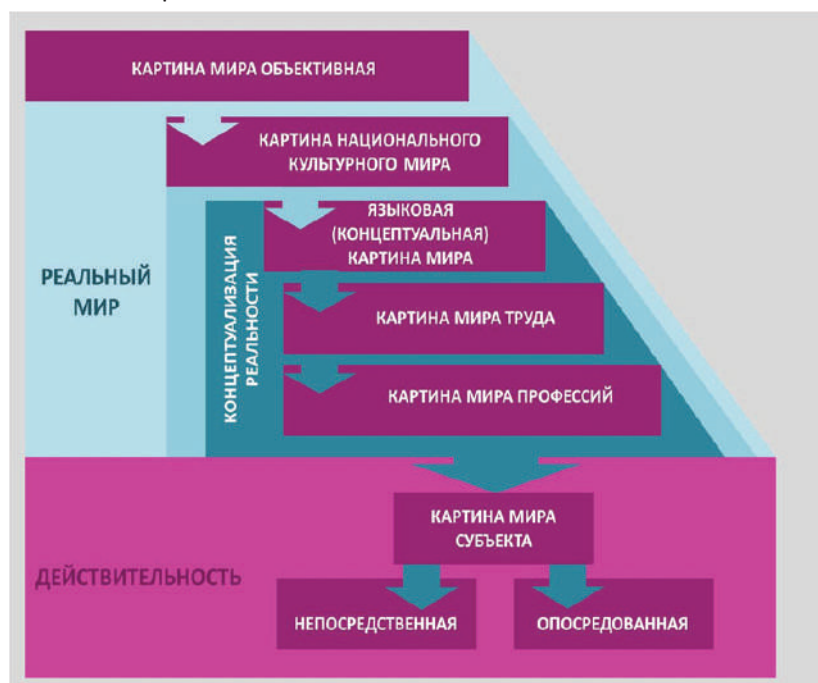 КАРТИНА МИРА ОБЪЕКТИВНАЯ
КАРТИНА НАЦИОНАЛЬНОГО
КУЛЬТУРНОГО МИРА
ЯЗЫКОВАЯ
(КОНЦЕПТУАЛЬНАЯ)
КАРТИНА МИРА
РЕАЛЬНЫЙ
МИР
КОНЦЕПТУАЛИЗАЦИЯ
РЕАЛЬНОСТИ
КАРТИНА МИРА ТРУДА
КАРТИНА МИРА ПРОФЕССИЙ
КАРТИНА МИРА
СУБЪЕКТА
ДЕЙСТВИТЕЛЬНОСТЬ
НЕПОСРЕДСТВЕННАЯ
ОПОСРЕДОВАННАЯ